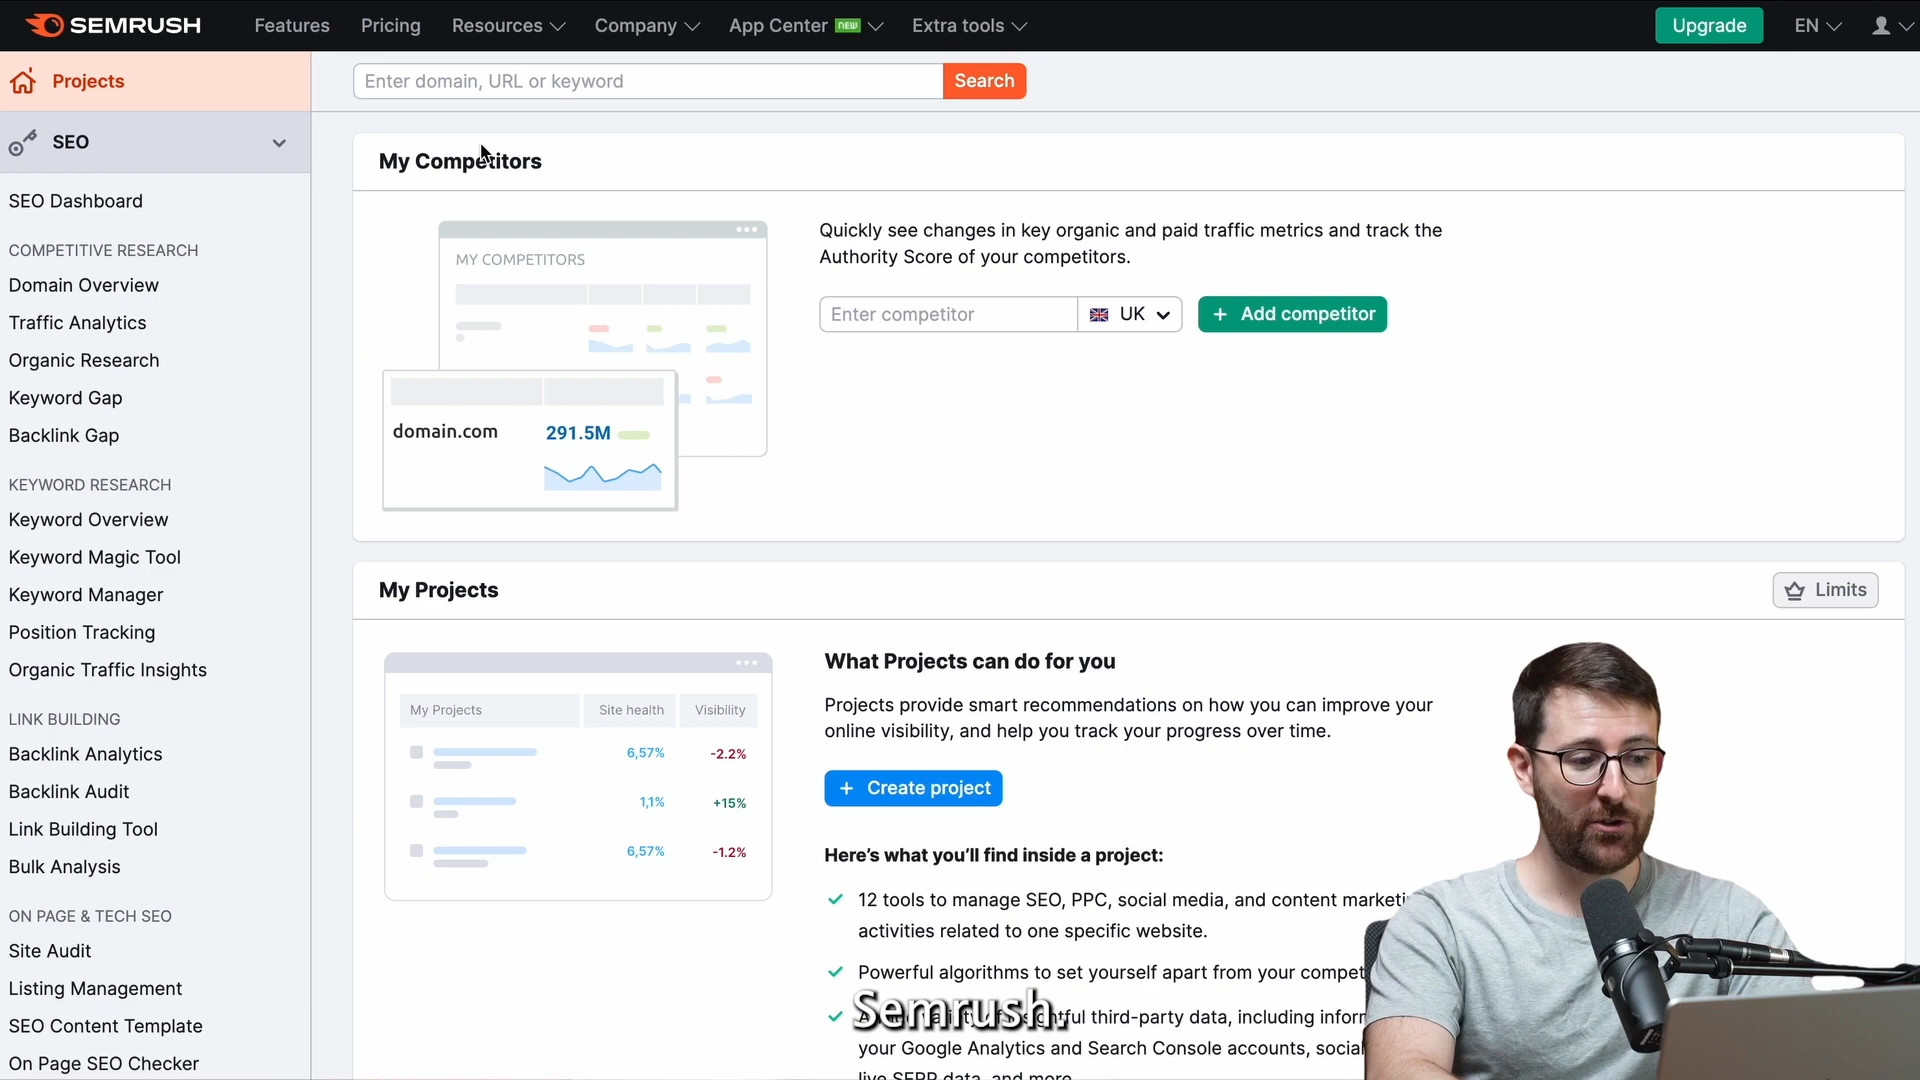 SEMRUSH
Features
Pricing
Resources
Company
App Center NEW
Extra tools
Upgrade
EN
Projects
Enter domain, URL or keyword
Search
SEO
SEO Dashboard
COMPETITIVE RESEARCH
Domain Overview
Traffic Analytics
Organic Research
Keyword Gap
Backlink Gap
KEYWORD RESEARCH
Keyword Overview
Keyword Magic Tool
Keyword Manager
Position Tracking
Organic Traffic Insights
LINK BUILDING
Backlink Analytics
Backlink Audit
Link Building Tool
Bulk Analysis
ON PAGE & TECH SEO
Site Audit
Listing Management
SEO Content Template
On Page SEO Checker
My Competitors
MY COMPETITORS
domain.com 291.5M
Quickly see changes in key organic and paid traffic metrics and track the
Authority Score of your competitors.
Enter competitor
UK
+ Add competitor
My Projects
Limits
My Projects Site health Visibility
6,57% -2.2%
1,1% +15%
6,57% -1.2%
What Projects can do for you
Projects provide smart recommendations on how you can improve your
online visibility, and help you track your progress over time.
+ Create project
Here's what you'll find inside a project:
12 tools to manage SEO, PPC, social media, and content marketi
activities related to one specific website.
Powerful algorithms to set yourself apart from your compet
third-party data, including infor
your Google Analytics and Search Console accounts, social
live SERP data, and more
Semrush.